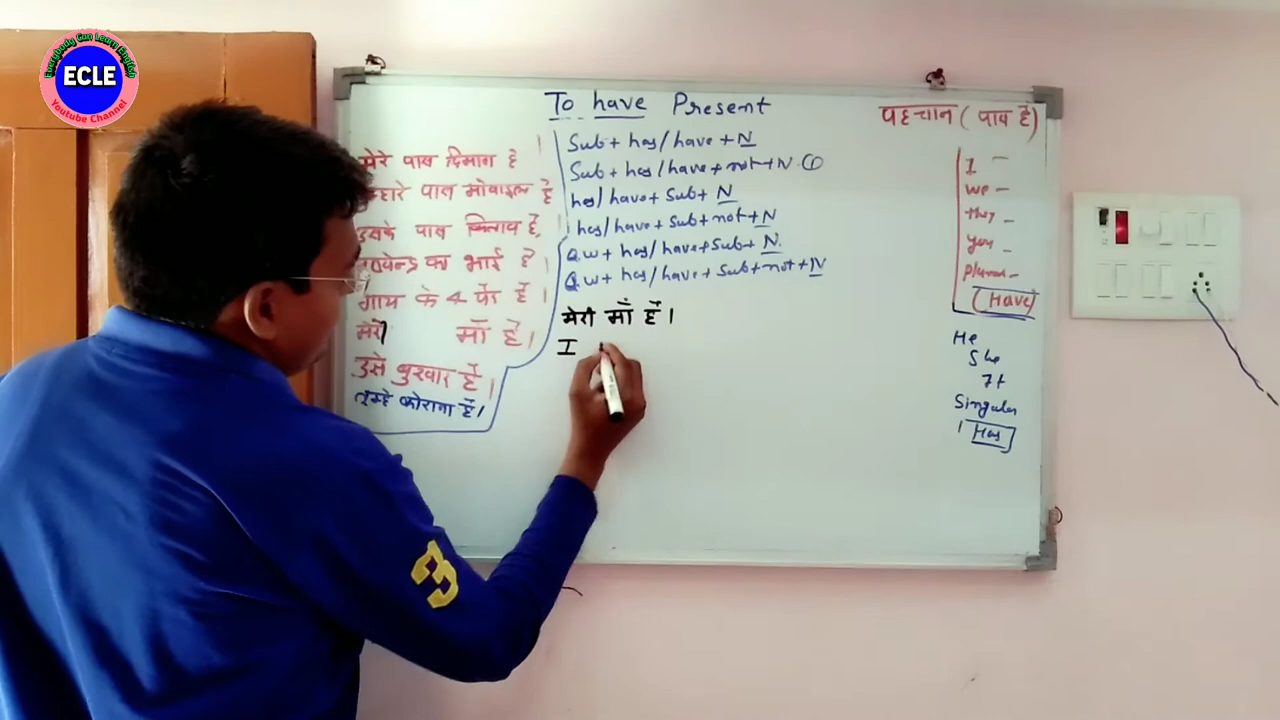 Everybody Can Learn English
ECLE
Youtube Channel
To have Present
पहचान ( पास है )
मेरे पास दिमाग है |
तुम्हारे पास मोबाइल है
उसके पास किताब है,
का भाई है
गाय के 4 पैर हैं |
मेरी माँ है |
उसे बुखार है |
तुम्हे कोरोना है |
Sub + has/have + N
Sub + has/have + not + N. ①
has/have + Sub + N
has/have + Sub + not + N
Q.w + has/have + Sub + N.
Q.w + has/have + Sub + not + N
मेरी माँ है |
I
I –
we –
they –
you –
plural –
Have
He
She
It
Singular
Has